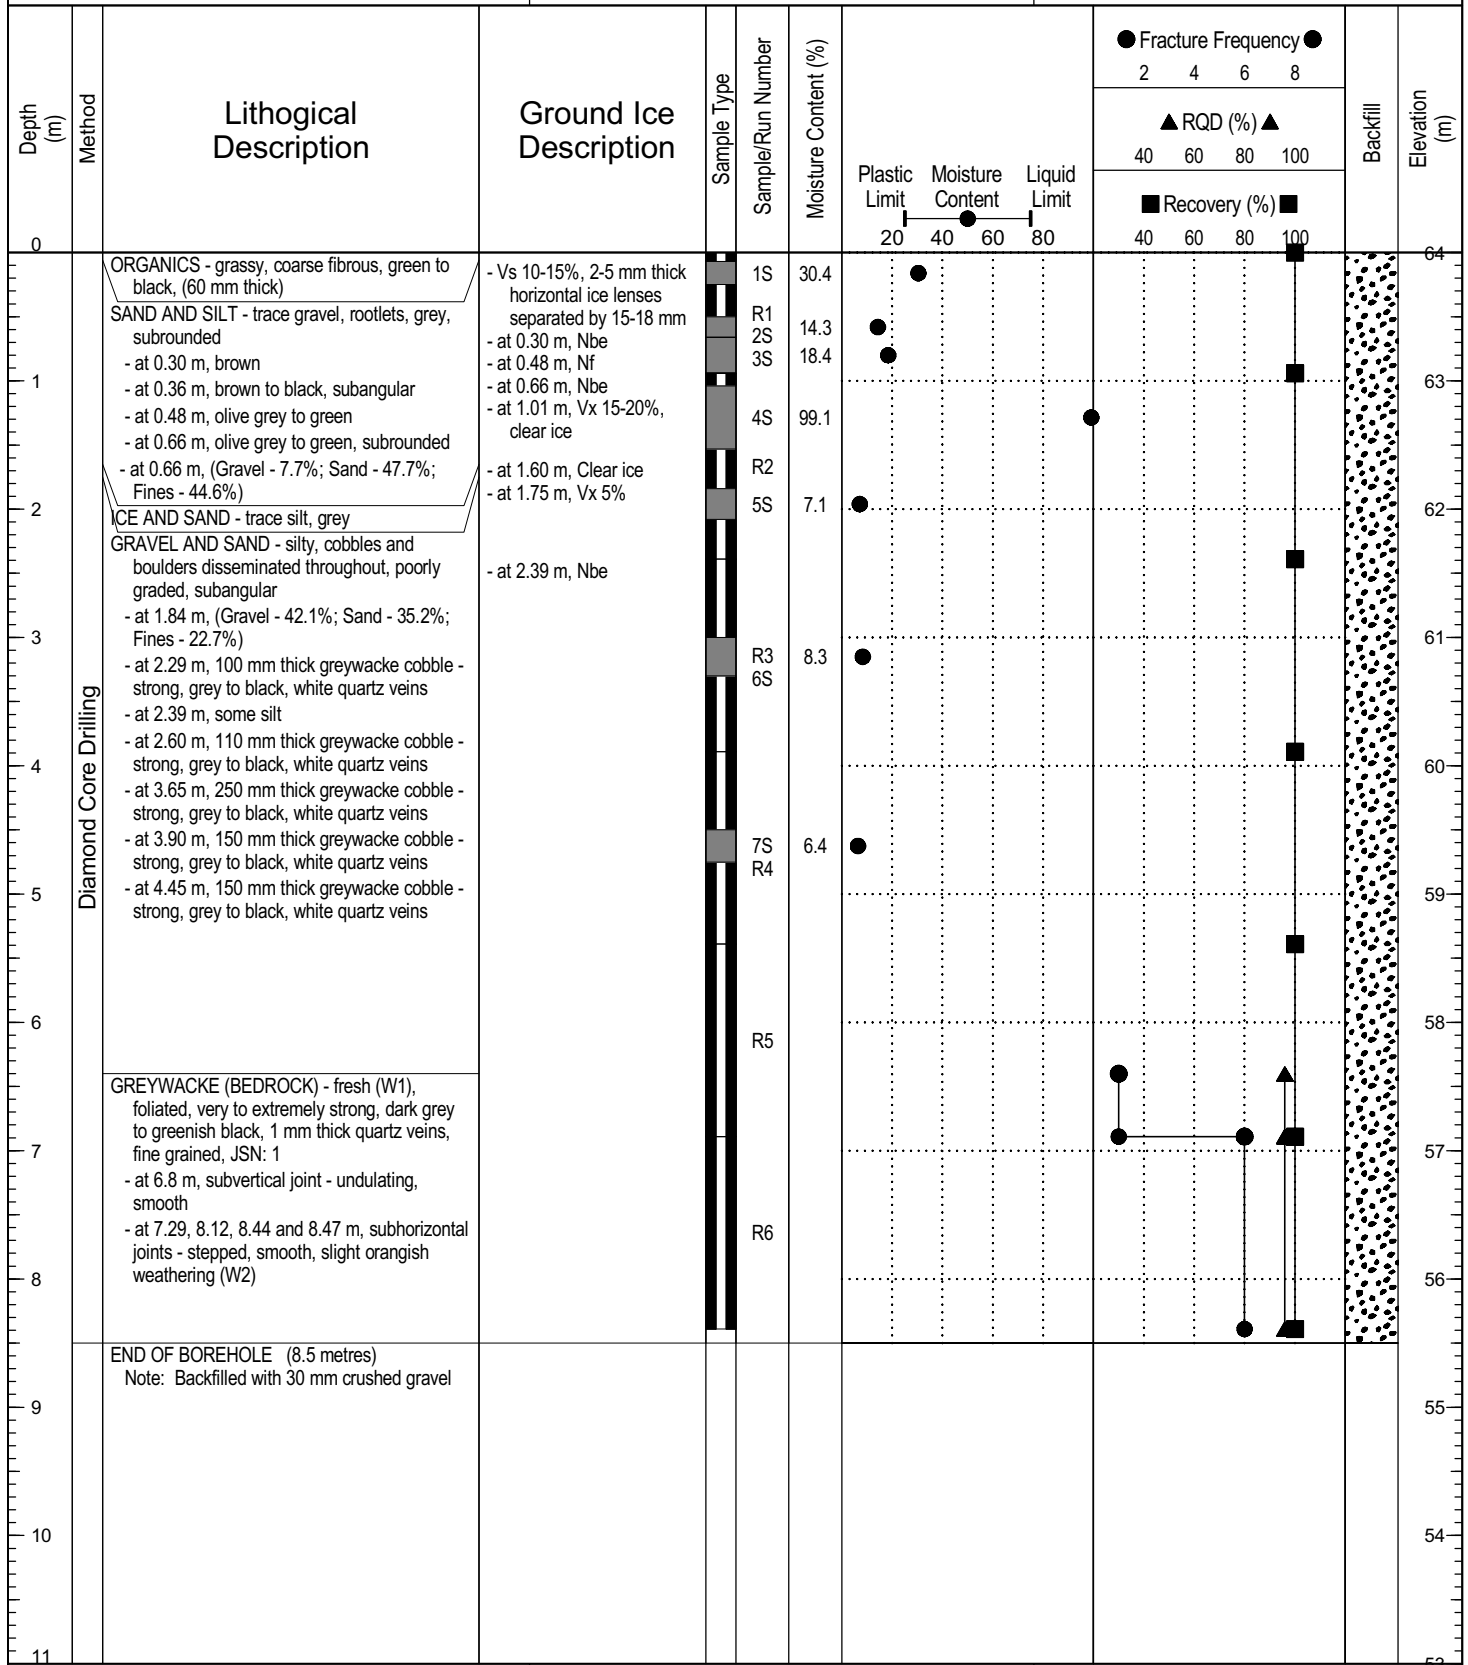 Depth
(m)
Method
Lithogical
Description
Ground Ice
Description
Sample Type
Sample/Run Number
Moisture Content (%)
Plastic Moisture Liquid
Limit Content Limit
20 40 60 80
Fracture Frequency
2 4 6 8
RQD (%)
40 60 80 100
Recovery (%)
40 60 80 100
Backfill
Elevation
(m)
0
1
2
3
4
5
6
7
8
9
10
11
Diamond Core Drilling
ORGANICS - grassy, coarse fibrous, green to
black, (60 mm thick)
SAND AND SILT - trace gravel, rootlets, grey,
subrounded
- at 0.30 m, brown
- at 0.36 m, brown to black, subangular
- at 0.48 m, olive grey to green
- at 0.66 m, olive grey to green, subrounded
- at 0.66 m, (Gravel - 7.7%; Sand - 47.7%;
Fines - 44.6%)
ICE AND SAND - trace silt, grey
GRAVEL AND SAND - silty, cobbles and
boulders disseminated throughout, poorly
graded, subangular
- at 1.84 m, (Gravel - 42.1%; Sand - 35.2%;
Fines - 22.7%)
- at 2.29 m, 100 mm thick greywacke cobble -
strong, grey to black, white quartz veins
- at 2.39 m, some silt
- at 2.60 m, 110 mm thick greywacke cobble -
strong, grey to black, white quartz veins
- at 3.65 m, 250 mm thick greywacke cobble -
strong, grey to black, white quartz veins
- at 3.90 m, 150 mm thick greywacke cobble -
strong, grey to black, white quartz veins
- at 4.45 m, 150 mm thick greywacke cobble -
strong, grey to black, white quartz veins
GREYWACKE (BEDROCK) - fresh (W1),
foliated, very to extremely strong, dark grey
to greenish black, 1 mm thick quartz veins,
fine grained, JSN: 1
- at 6.8 m, subvertical joint - undulating,
smooth
- at 7.29, 8.12, 8.44 and 8.47 m, subhorizontal
joints - stepped, smooth, slight orangish
weathering (W2)
END OF BOREHOLE (8.5 metres)
Note: Backfilled with 30 mm crushed gravel
- Vs 10-15%, 2-5 mm thick
horizontal ice lenses
separated by 15-18 mm
- at 0.30 m, Nbe
- at 0.48 m, Nf
- at 0.66 m, Nbe
- at 1.01 m, Vx 15-20%,
clear ice
- at 1.60 m, Clear ice
- at 1.75 m, Vx 5%
- at 2.39 m, Nbe
1S 30.4
R1
2S 14.3
3S 18.4
4S 99.1
R2
5S 7.1
R3 8.3
6S
7S 6.4
R4
R5
R6
64
63
62
61
60
59
58
57
56
55
54
53